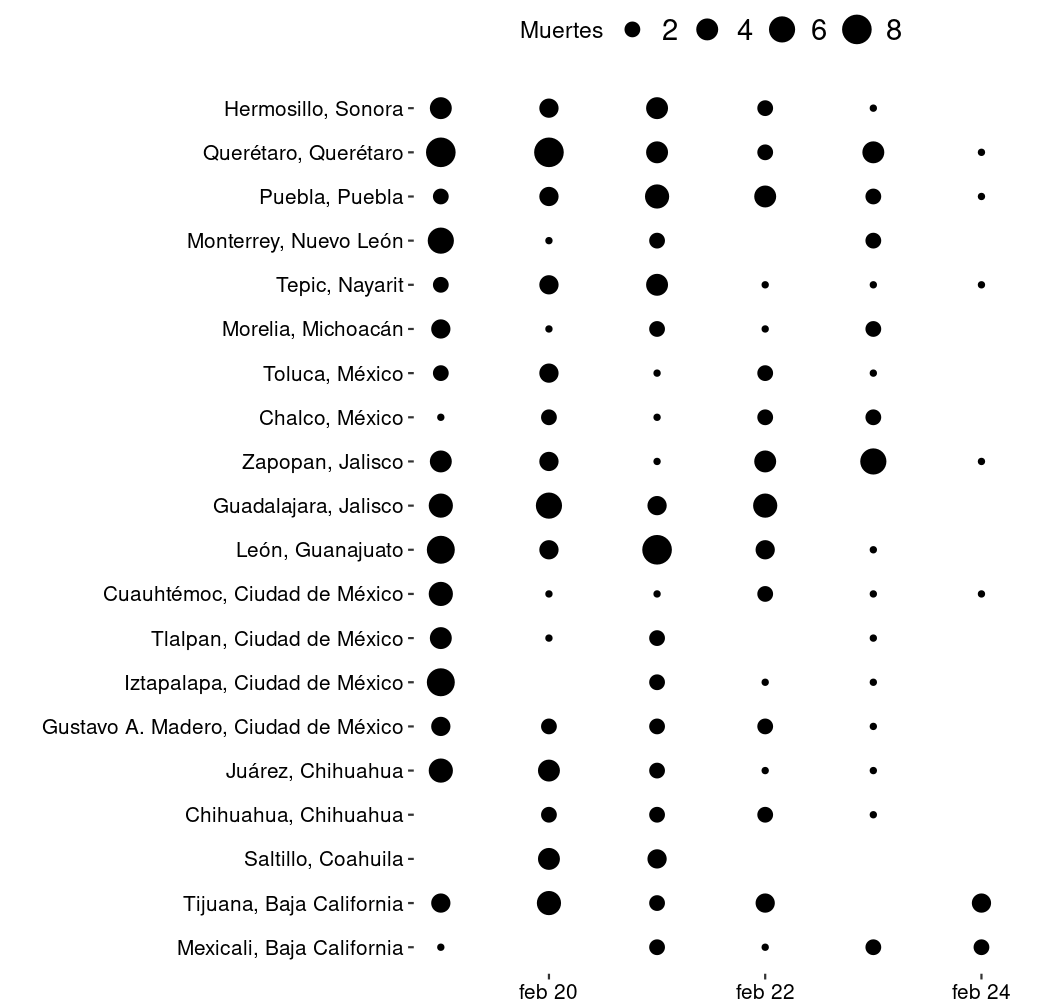 Muertes 2 4 6 8
Hermosillo, Sonora
Querétaro, Querétaro
Puebla, Puebla
Monterrey, Nuevo León
Tepic, Nayarit
Morelia, Michoacán
Toluca, México
Chalco, México
Zapopan, Jalisco
Guadalajara, Jalisco
León, Guanajuato
Cuauhtémoc, Ciudad de México
Tlalpan, Ciudad de México
Iztapalapa, Ciudad de México
Gustavo A. Madero, Ciudad de México
Juárez, Chihuahua
Chihuahua, Chihuahua
Saltillo, Coahuila
Tijuana, Baja California
Mexicali, Baja California
feb 20 feb 22 feb 24